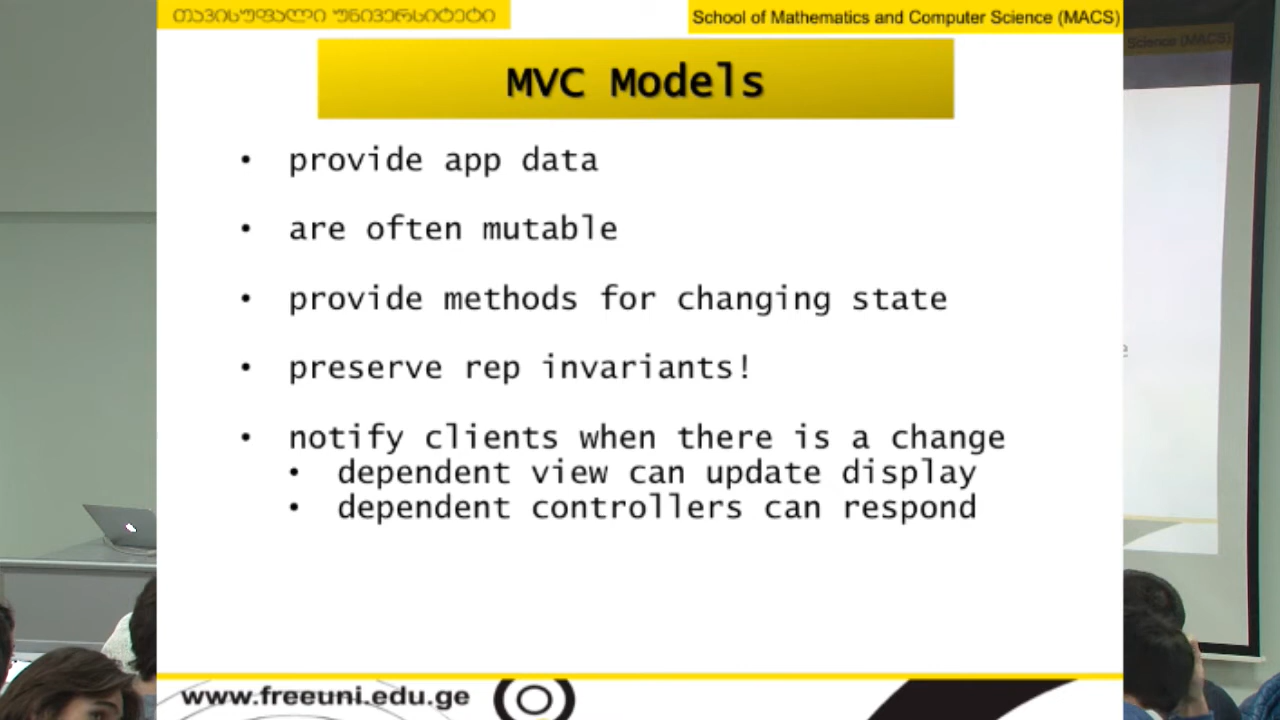 თავისუფალი უნივერსიტეტი
School of Mathematics and Computer Science (MACS)
Science (MACS)
MVC Models
• provide app data
• are often mutable
• provide methods for changing state
• preserve rep invariants!
• notify clients when there is a change
• dependent view can update display
• dependent controllers can respond
www.freeuni.edu.ge